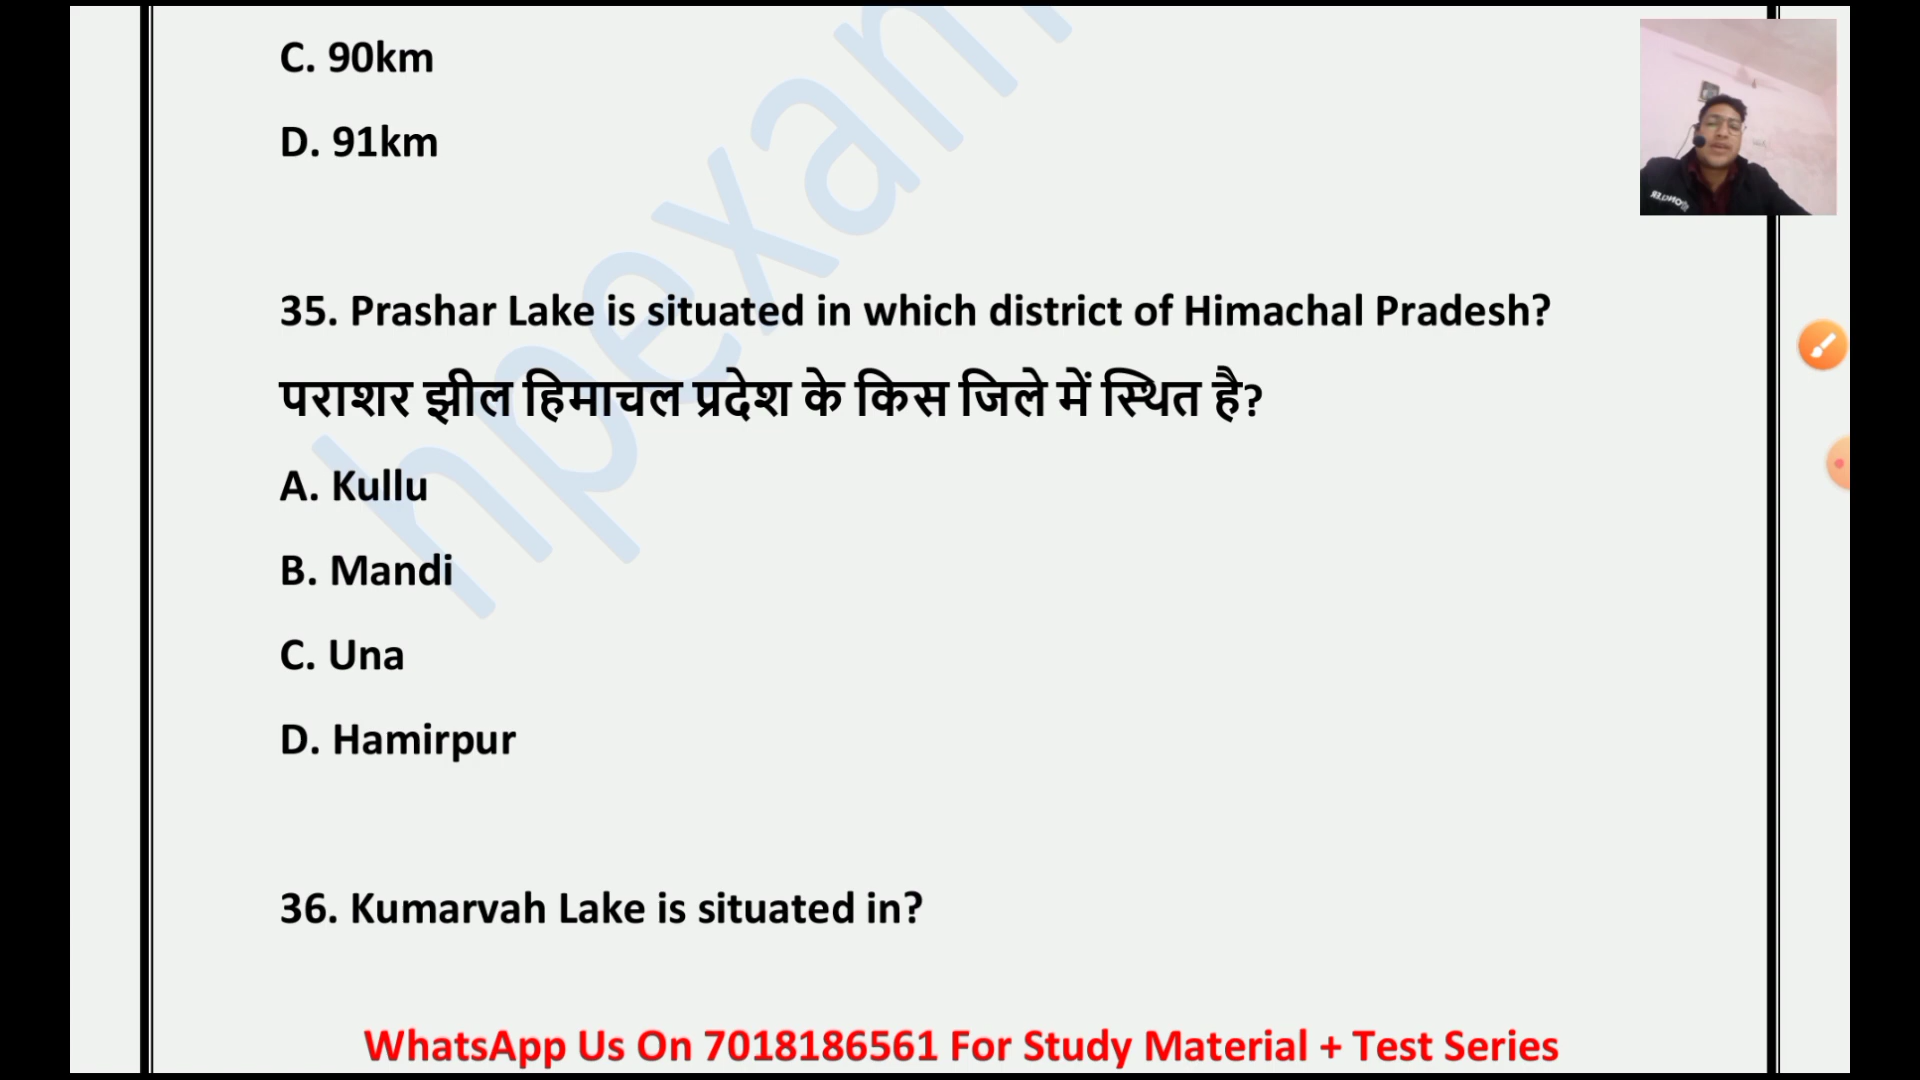 C. 90km
D. 91km
35. Prashar Lake is situated in which district of Himachal Pradesh?
पराशर झील हिमाचल प्रदेश के किस जिले में स्थित है?
A. Kullu
B. Mandi
C. Una
D. Hamirpur
36. Kumarvah Lake is situated in?
WhatsApp Us On 7018186561 For Study Material + Test Series
hpexam